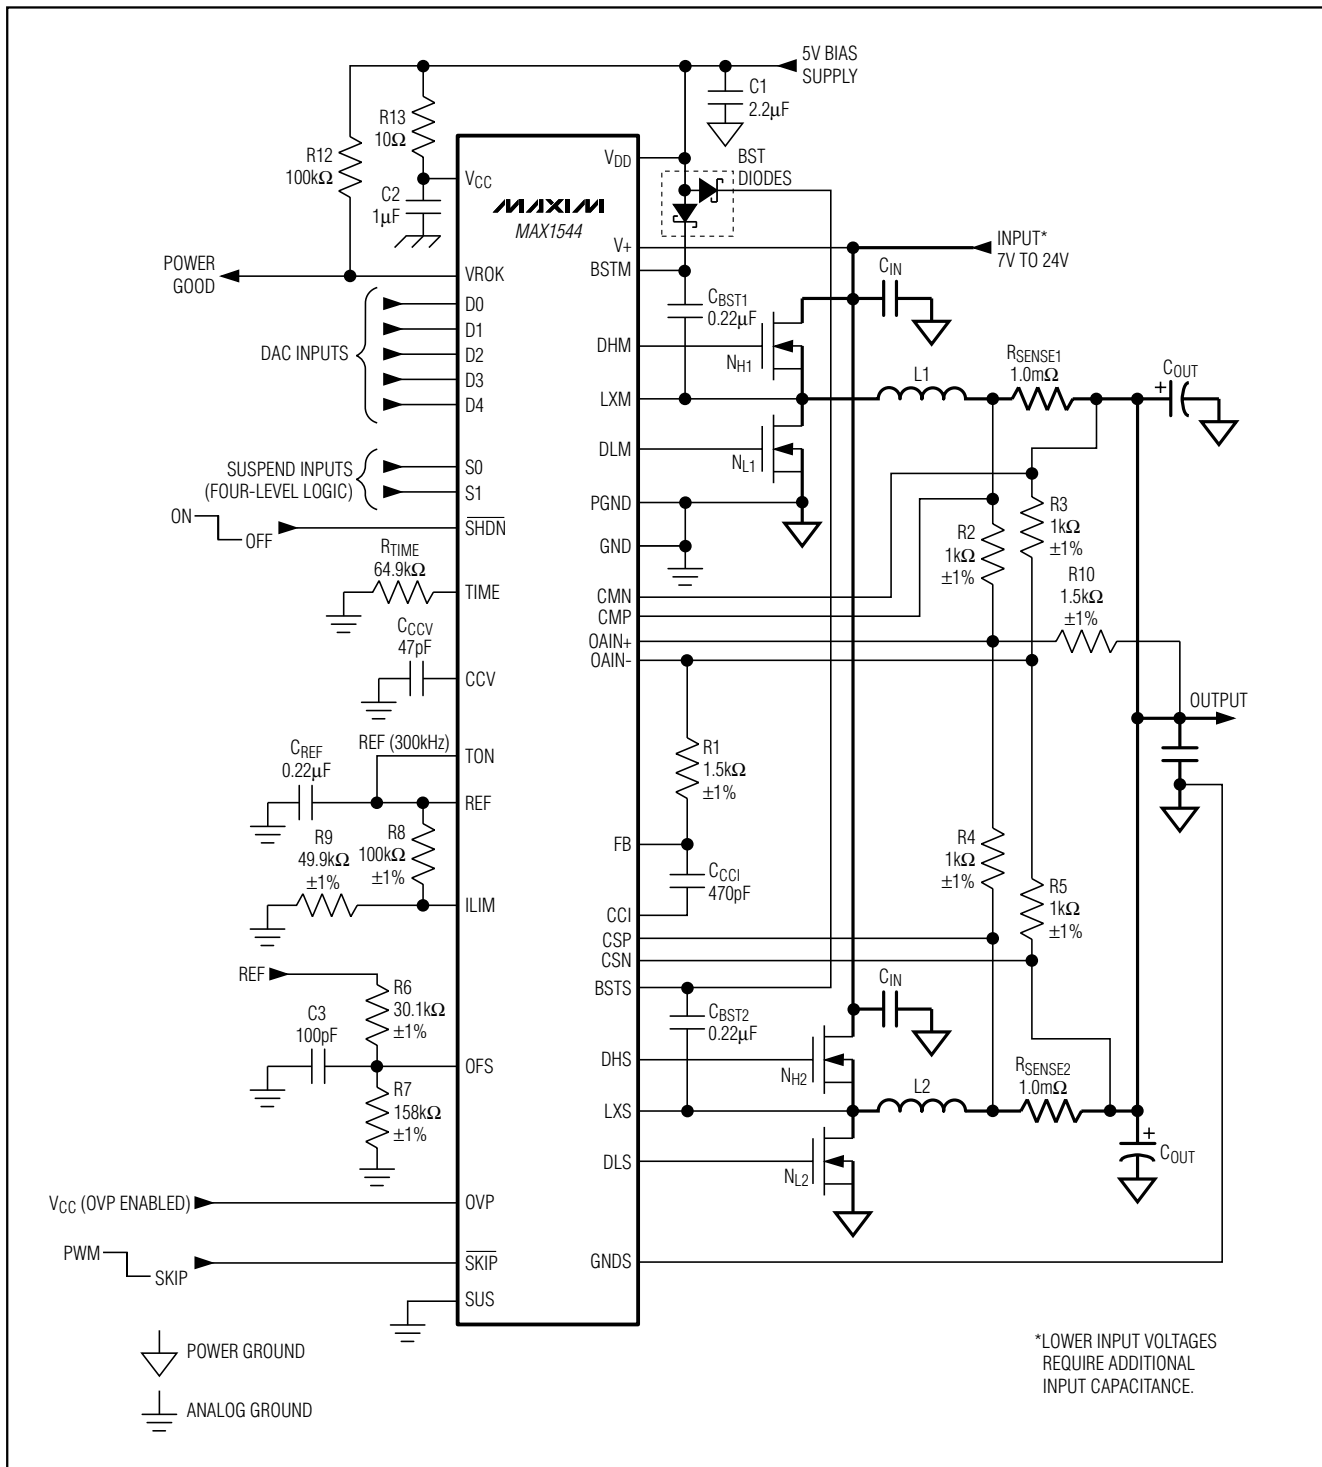 5V BIAS
SUPPLY
C1
2.2µF
R13
10Ω
R12
100kΩ
C2
1µF
VCC
VDD
BST
DIODES
MAXIM
MAX1544
V+
INPUT*
7V TO 24V
BSTM
POWER
GOOD
VROK
CIN
CBST1
0.22µF
DAC INPUTS
D0
D1
D2
D3
D4
DHM
NH1
LXM
L1
RSENSE1
1.0mΩ
COUT
+
DLM
NL1
SUSPEND INPUTS
(FOUR-LEVEL LOGIC)
S0
S1
PGND
ON
OFF
SHDN
GND
R2
1kΩ
±1%
R3
1kΩ
±1%
R10
1.5kΩ
±1%
RTIME
64.9kΩ
TIME
CMN
CMP
OAIN+
OAIN-
CCCV
47pF
CCV
OUTPUT
REF (300kHz)
TON
R1
1.5kΩ
±1%
CREF
0.22µF
REF
R9
49.9kΩ
±1%
R8
100kΩ
±1%
FB
R4
1kΩ
±1%
CCCI
470pF
ILIM
CCI
R5
1kΩ
±1%
CSP
CSN
REF
BSTS
R6
30.1kΩ
±1%
C3
100pF
CBST2
0.22µF
CIN
OFS
DHS
NH2
R7
158kΩ
±1%
LXS
L2
RSENSE2
1.0mΩ
DLS
NL2
+
COUT
VCC (OVP ENABLED)
OVP
PWM
SKIP
SKIP
GNDS
SUS
POWER GROUND
ANALOG GROUND
*LOWER INPUT VOLTAGES
REQUIRE ADDITIONAL
INPUT CAPACITANCE.